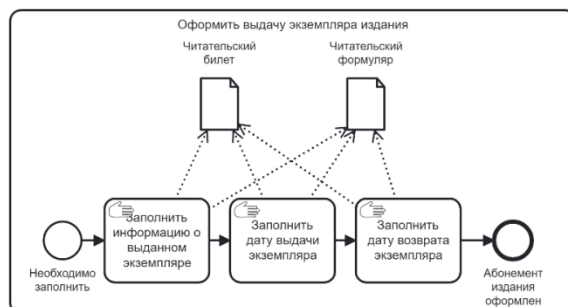 Оформить выдачу экземпляра издания
Читательский
билет
Читательский
формуляр
Заполнить
информацию о
выданном
экземпляре
Заполнить
дату выдачи
экземпляра
Заполнить
дату возврата
экземпляра
Необходимо
заполнить
Абонемент
издания
оформлен